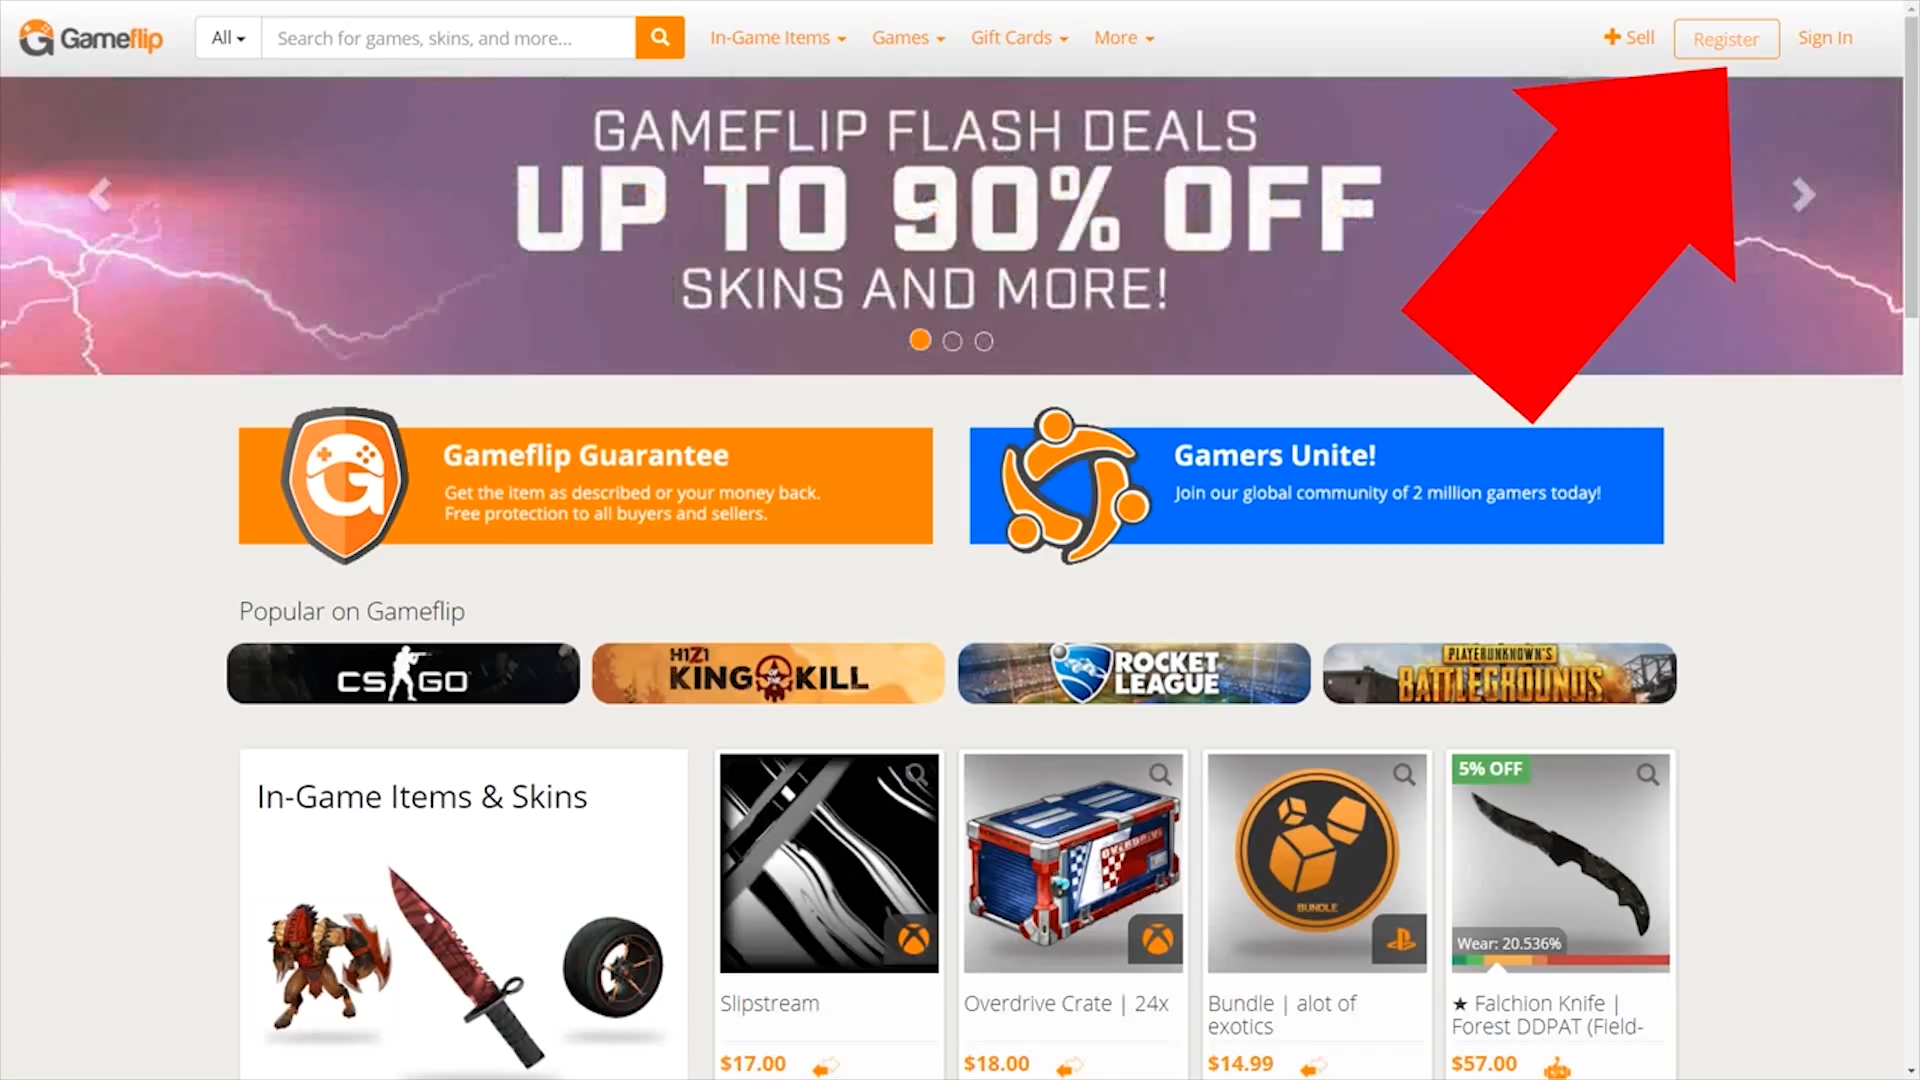 Gameflip
All
Search for games, skins, and more...
In-Game Items
Games
Gift Cards
More
Sell
Register
Sign In
GAMEFLIP FLASH DEALS
UP TO 90% OFF
SKINS AND MORE!
Gameflip Guarantee
Get the item as described or your money back.
Free protection to all buyers and sellers.
Gamers Unite!
Join our global community of 2 million gamers today!
Popular on Gameflip
CS GO
H1Z1
KING KILL
ROCKET
LEAGUE
PLAYERUNKNOWN'S
BATTLEGROUNDS
In-Game Items & Skins
OVERDRIVE
BUNDLE
5% OFF
Wear: 20.536%
Slipstream
$17.00
Overdrive Crate | 24x
$18.00
Bundle | alot of
exotics
$14.99
★ Falchion Knife |
Forest DDPAT (Field-
$57.00